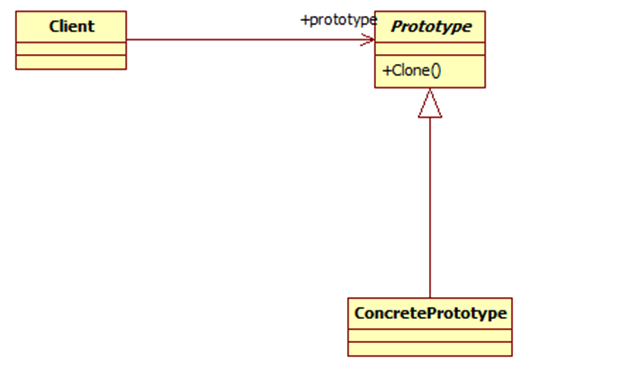 Client
+prototype
Prototype
+Clone()
ConcretePrototype